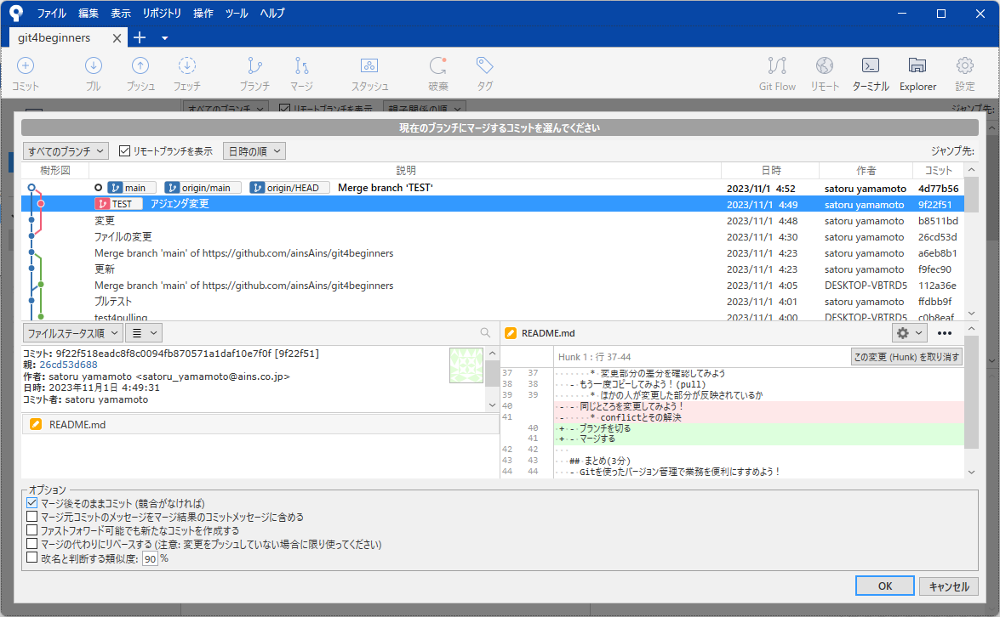 ファイル 編集 表示 リポジトリ 操作 ツール ヘルプ
git4beginners
コミット プル プッシュ フェッチ ブランチ マージ スタッシュ 破棄 タグ Git Flow リモート ターミナル Explorer 設定
すべてのブランチ リモートブランチを表示 親子関係の順 ジャンプ先:
現在のブランチにマージするコミットを選んでください
すべてのブランチ リモートブランチを表示 日時の順 ジャンプ先:
樹形図 説明 日時 作者 コミット
main origin/main origin/HEAD Merge branch 'TEST' 2023/11/1 4:52 satoru yamamoto 4d77b56
TEST アジェンダ変更 2023/11/1 4:49 satoru yamamoto 9f22f51
変更 2023/11/1 4:48 satoru yamamoto b8511bd
ファイルの変更 2023/11/1 4:30 satoru yamamoto 26cd53d
Merge branch 'main' of https://github.com/ainsAins/git4beginners 2023/11/1 4:23 satoru yamamoto a6eb8b1
更新 2023/11/1 4:23 satoru yamamoto f9fec90
Merge branch 'main' of https://github.com/ainsAins/git4beginners 2023/11/1 4:05 DESKTOP-VBTRD5 112a36e
プルテスト 2023/11/1 4:01 satoru yamamoto ffdbb9f
test4pulling 2023/11/1 4:00 DESKTOP-VBTRD5 c0b8eaf
ファイルステータス順
コミット: 9f22f518eadc8f8c0094fb870571a1daf10e7f0f [9f22f51]
親: 26cd53d688
作者: satoru yamamoto <satoru_yamamoto@ains.co.jp>
日時: 2023年11月1日 4:49:31
コミット者: satoru yamamoto
README.md
README.md
Hunk 1 : 行 37-44 この変更 (Hunk) を取り消す
37 37 * 変更部分の差分を確認してみよう
38 38 - もう一度コピーしてみよう！(pull)
39 39 * ほかの人が変更した部分が反映されているか
40 - - 同じところを変更してみよう！
41 - * conflictとその解決
40 + - ブランチを切る
41 + - マージする
42 42
43 43 ## まとめ(3分)
44 44 - Gitを使ったバージョン管理で業務を便利にすすめよう！
オプション
マージ後そのままコミット (競合がなければ)
マージ元コミットのメッセージをマージ結果のコミットメッセージに含める
ファストフォワード可能でも新たなコミットを作成する
マージの代わりにリベースする (注意: 変更をプッシュしていない場合に限り使ってください)
改名と判断する類似度: 90 %
OK キャンセル